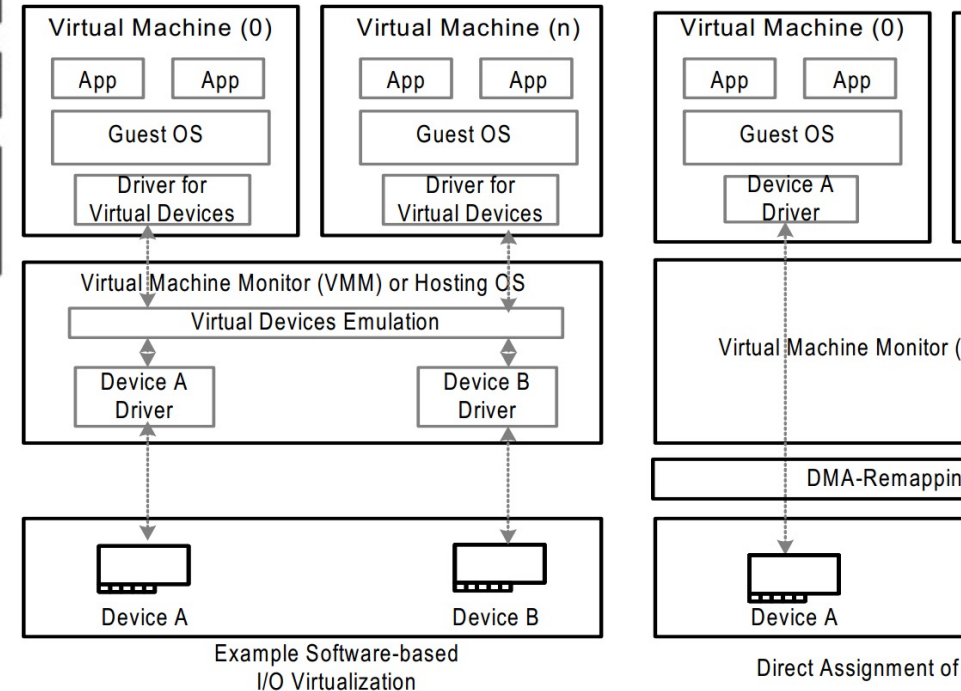 Virtual Machine (0)
App
App
Guest OS
Driver for
Virtual Devices
Virtual Machine (n)
App
App
Guest OS
Driver for
Virtual Devices
Virtual Machine Monitor (VMM) or Hosting OS
Virtual Devices Emulation
Device A
Driver
Device B
Driver
Device A
Device B
Example Software-based
I/O Virtualization
Virtual Machine (0)
App
App
Guest OS
Device A
Driver
Virtual Machine Monitor (
DMA-Remappin
Device A
Direct Assignment of